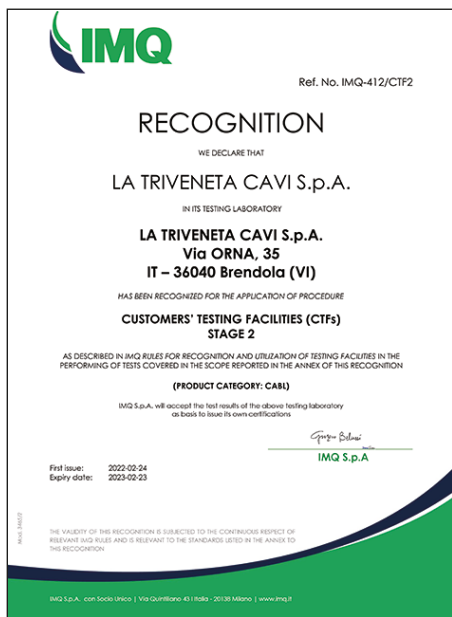 IMQ
Ref. No. IMQ-412/CTF2
RECOGNITION
WE DECLARE THAT
LA TRIVENETA CAVI S.p.A.
IN ITS TESTING LABORATORY
LA TRIVENETA CAVI S.p.A.
Via ORNA, 35
IT – 36040 Brendola (VI)
HAS BEEN RECOGNIZED FOR THE APPLICATION OF PROCEDURE
CUSTOMERS' TESTING FACILITIES (CTFs)
STAGE 2
AS DESCRIBED IN IMQ RULES FOR RECOGNITION AND UTILIZATION OF TESTING FACILITIES IN THE
PERFORMING OF TESTS COVERED IN THE SCOPE REPORTED IN THE ANNEX OF THIS RECOGNITION
(PRODUCT CATEGORY: CABL)
IMQ S.p.A. will accept the test results of the above testing laboratory
as basis to issue its own certifications
IMQ S.p.A
First issue: 2022-02-24
Expiry date: 2023-02-23
THE VALIDITY OF THIS RECOGNITION IS SUBJECTED TO THE CONTINUOUS RESPECT OF
RELEVANT IMQ RULES AND IS RELEVANT TO THE STANDARDS LISTED IN THE ANNEX TO
THIS RECOGNITION
IMQ S.p.A. con Socio Unico | Via Quintiliano 43 I Italia - 20138 Milano | www.imq.it